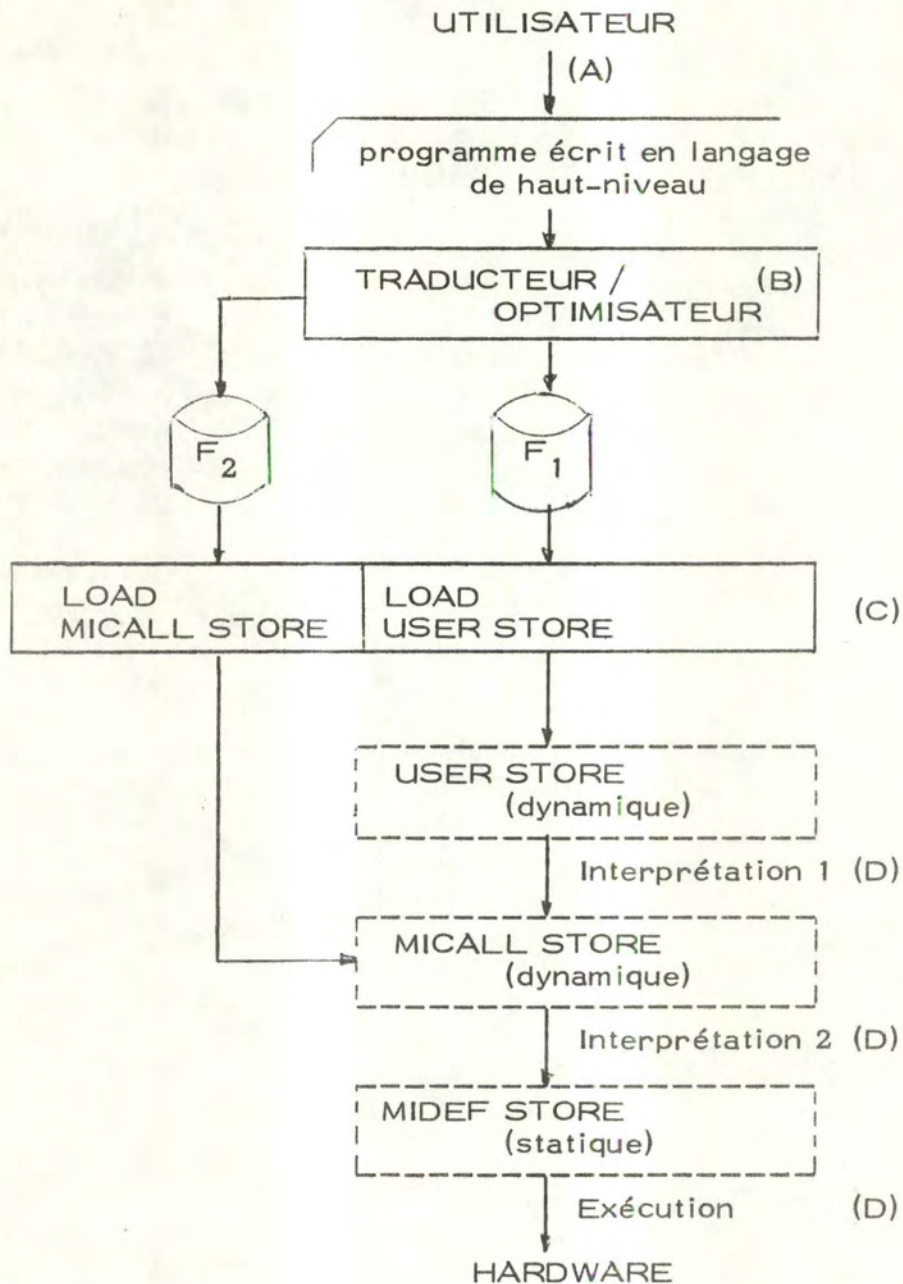 UTILISATEUR
(A)
programme écrit en langage
de haut-niveau
TRADUCTEUR / (B)
OPTIMISATEUR
F2
F1
LOAD
MICALL STORE
LOAD
USER STORE
(C)
USER STORE
(dynamique)
Interprétation 1 (D)
MICALL STORE
(dynamique)
Interprétation 2 (D)
MIDEF STORE
(statique)
Exécution (D)
HARDWARE